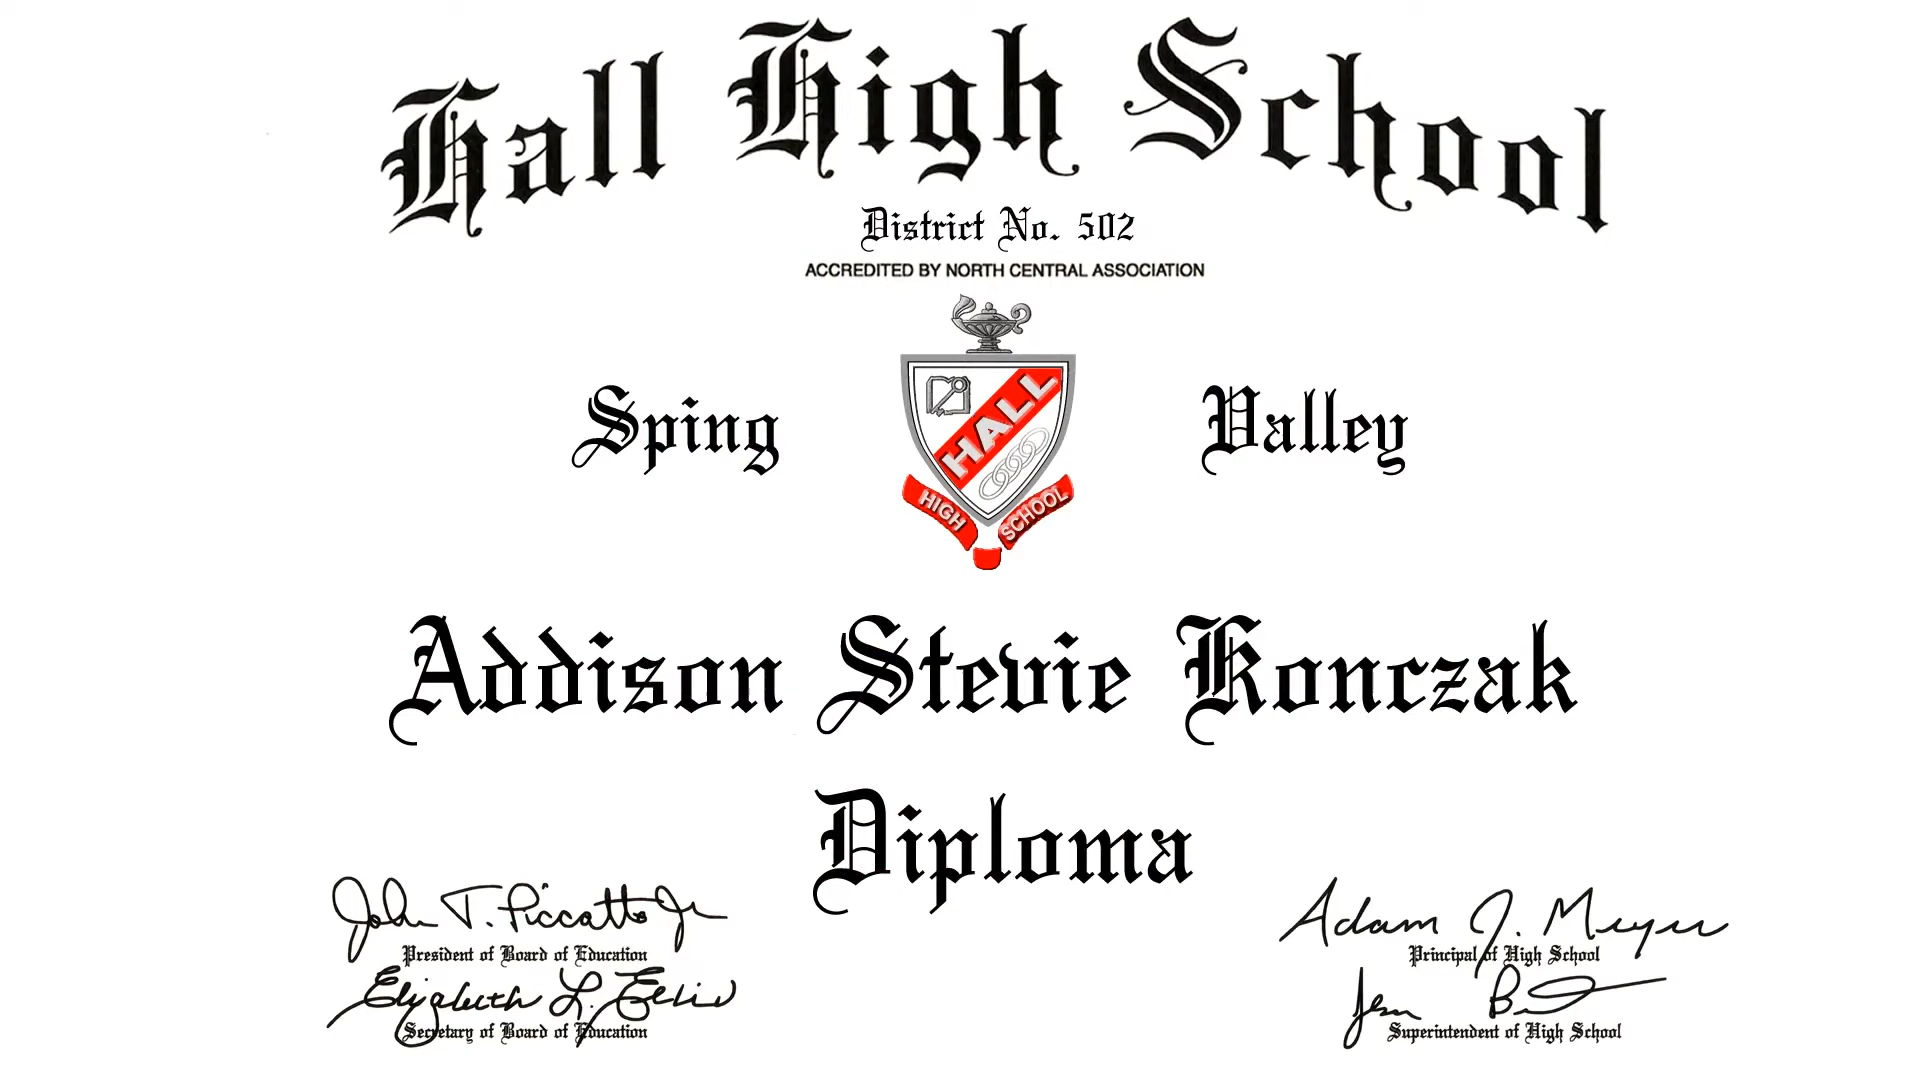 Hall High School
District No. 502
ACCREDITED BY NORTH CENTRAL ASSOCIATION
Sping Valley
HALL
HIGH SCHOOL
Addison Stevie Konczak
Diploma
John T. Piccatto Jr
President of Board of Education
Elizabeth L. Ellis
Secretary of Board of Education
Adam J. Meyer
Principal of High School
Superintendent of High School